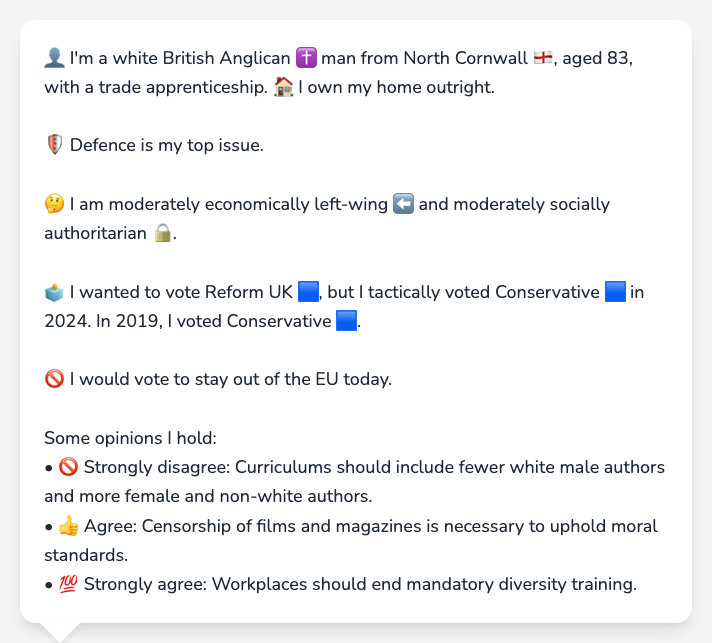 👤 I'm a white British Anglican ✝️ man from North Cornwall 🏴󠁧󠁢󠁥󠁮󠁧󠁿, aged 83,
with a trade apprenticeship. 🏠 I own my home outright.
🛡️ Defence is my top issue.
🤔 I am moderately economically left-wing ⬅️ and moderately socially
authoritarian 🔒.
🗳️ I wanted to vote Reform UK 🟦, but I tactically voted Conservative 🟦 in
2024. In 2019, I voted Conservative 🟦.
🚫 I would vote to stay out of the EU today.
Some opinions I hold:
• 🚫 Strongly disagree: Curriculums should include fewer white male authors
and more female and non-white authors.
• 👍 Agree: Censorship of films and magazines is necessary to uphold moral
standards.
• 💯 Strongly agree: Workplaces should end mandatory diversity training.